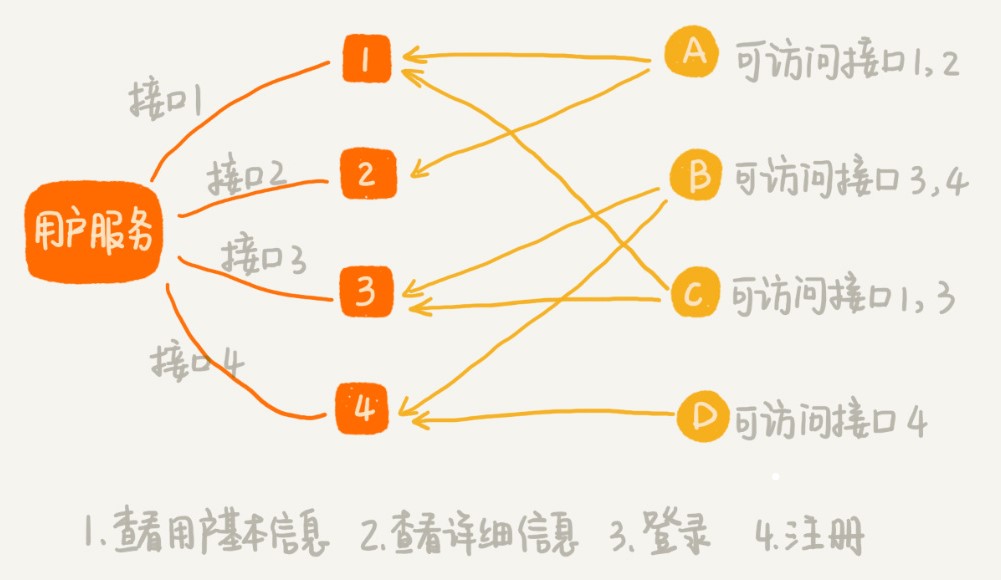 1
A
可访问接口1,2
接口1
2
B
可访问接口3,4
接口2
用户服务
接口3
3
C
可访问接口1,3
接口4
4
D
可访问接口4
1.查看用户基本信息 2.查看详细信息 3.登录 4.注册